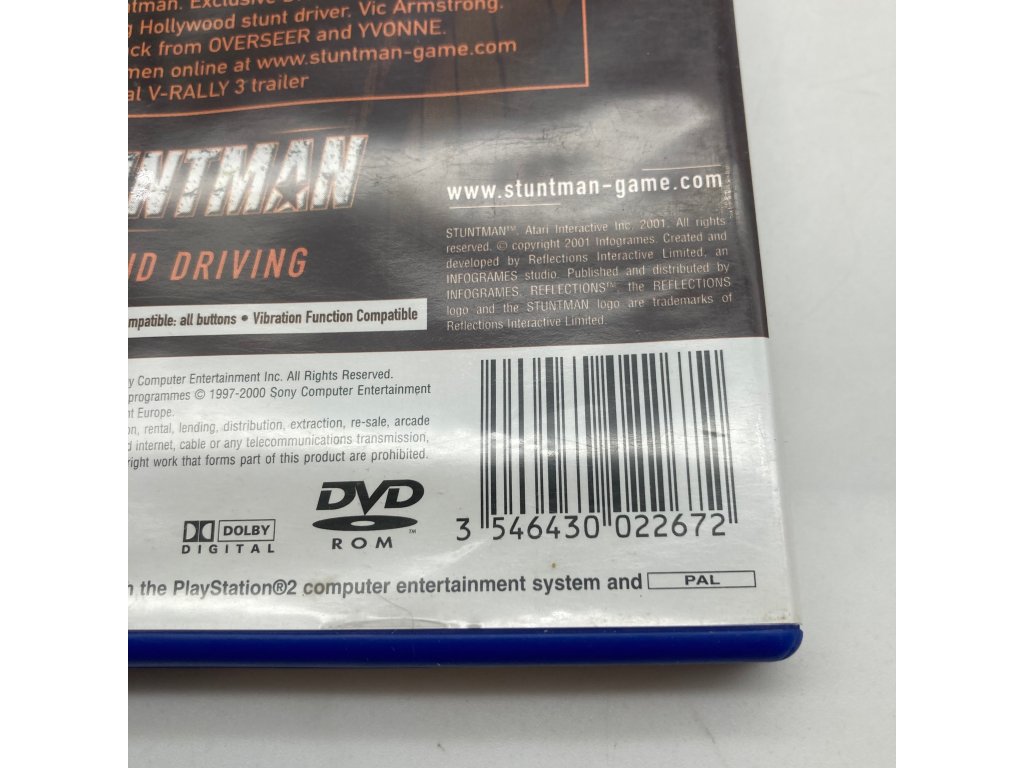 ntman. Exclusive
g Hollywood stunt driver. Vic Armstrong.
ck from OVERSEER and YVONNE.
men online at www.stuntman-game.com
al V-RALLY 3 trailer
UNTMAN
ND DRIVING
www.stuntman-game.com
STUNTMAN™. Atari Interactive Inc. 2001. All rights
reserved. © copyright 2001 Infogrames. Created and
developed by Reflections Interactive Limited, an
INFOGRAMES studio. Published and distributed by
INFOGRAMES. REFLECTIONS™, the REFLECTIONS
logo and the STUNTMAN logo are trademarks of
Reflections Interactive Limited.
mpatible: all buttons • Vibration Function Compatible
y Computer Entertainment Inc. All Rights Reserved.
programmes © 1997-2000 Sony Computer Entertainment
nt Europe.
on, rental, lending, distribution, extraction, re-sale, arcade
d internet, cable or any telecommunications transmission,
right work that forms part of this product are prohibited.
DOLBY
DIGITAL
DVD™
ROM
3 546430 022672
n the PlayStation®2 computer entertainment system and PAL